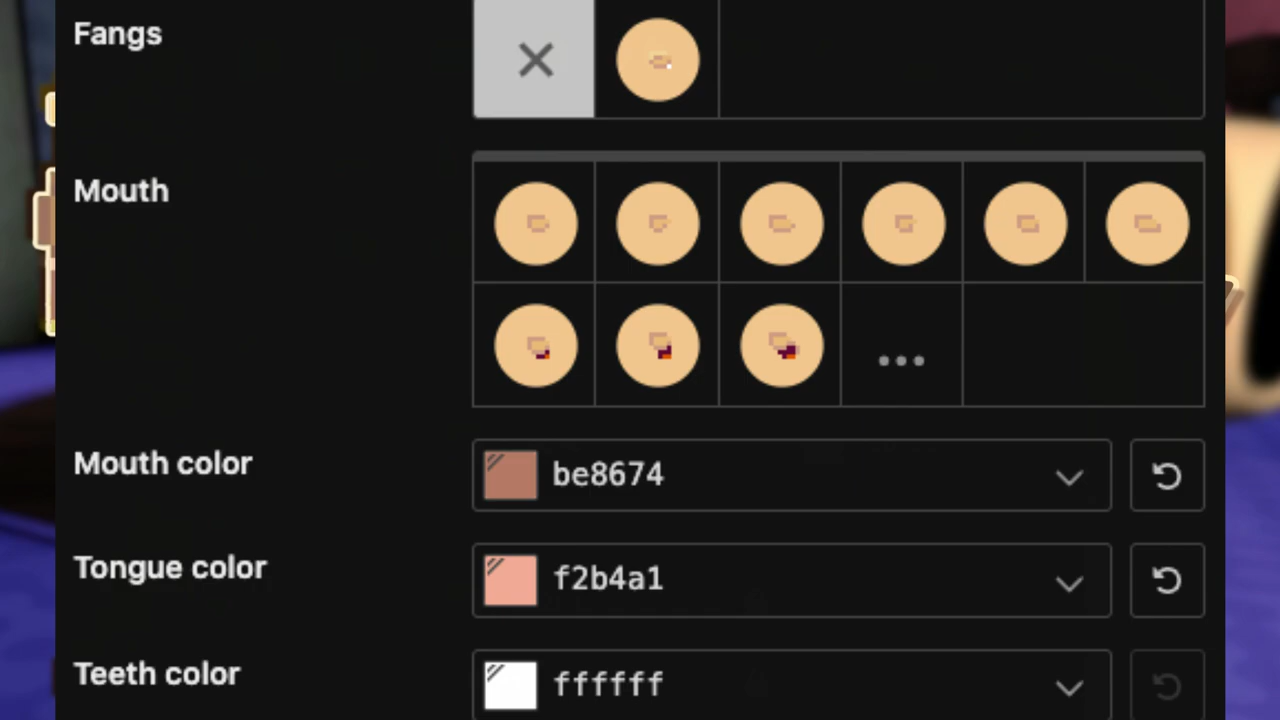 Fangs
Mouth
Mouth color
be8674
Tongue color
f2b4a1
Teeth color
ffffff